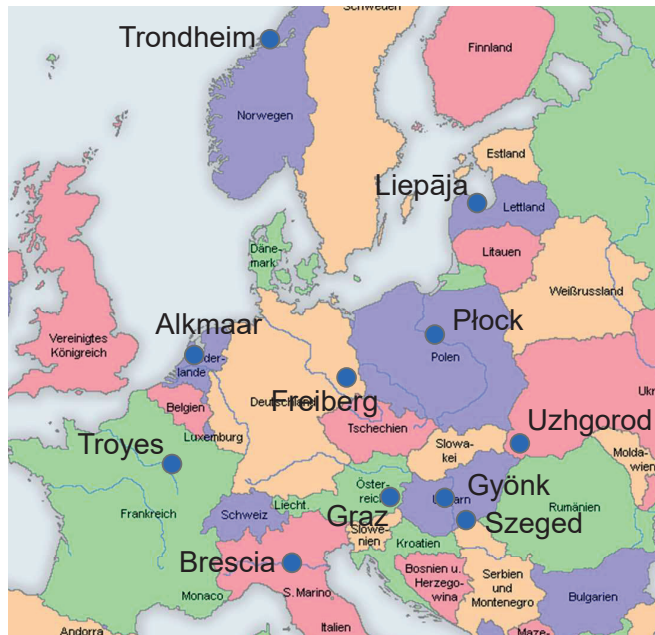 Schweden
Trondheim
Finnland
Norwegen
Estland
Liepāja
Lettland
Däne-
mark
Litauen
Weißrussland
Vereinigtes
Königreich
Alkmaar
der-
lande
Płock
Polen
Belgien
Deutschland
Freiberg
Luxemburg
Tschechien
Uzhgorod
Ukr
Troyes
Slowa-
kei
Molda-
wien
Frankreich
Schweiz
Liecht.
Öster-
reich
Graz
Gyönk
Szeged
Rumänien
Slowe-
nien
Kroatien
Brescia
Monaco
S. Marino
Bosnien u.
Herzego-
wina
Serbien
und
Montenegro
Bulgarien
Andorra
Italien
Maze-